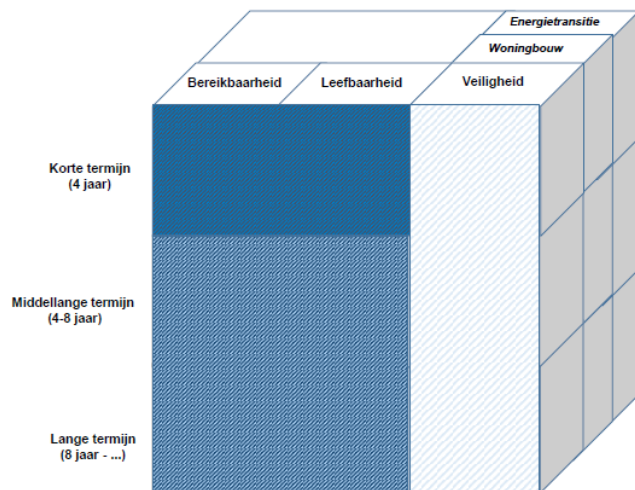 Energietransitie
Woningbouw
Bereikbaarheid Leefbaarheid Veiligheid
Korte termijn
(4 jaar)
Middellange termijn
(4-8 jaar)
Lange termijn
(8 jaar - ...)